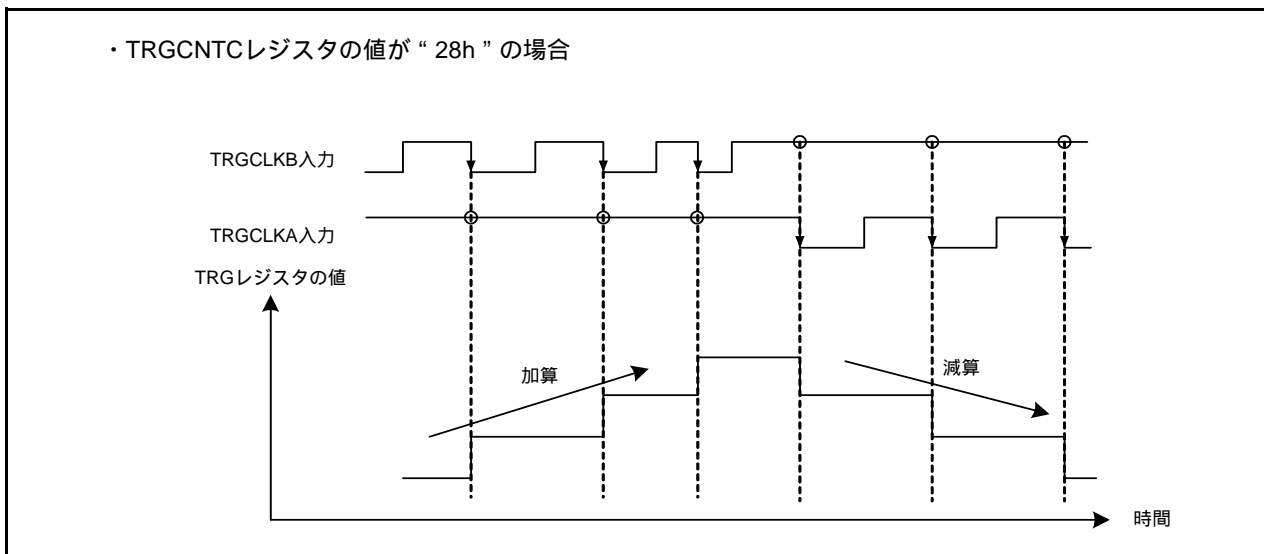 ・TRGCNTCレジスタの値が “ 28h ” の場合
TRGCLKB入力
TRGCLKA入力
TRGレジスタの値
加算
減算
時間